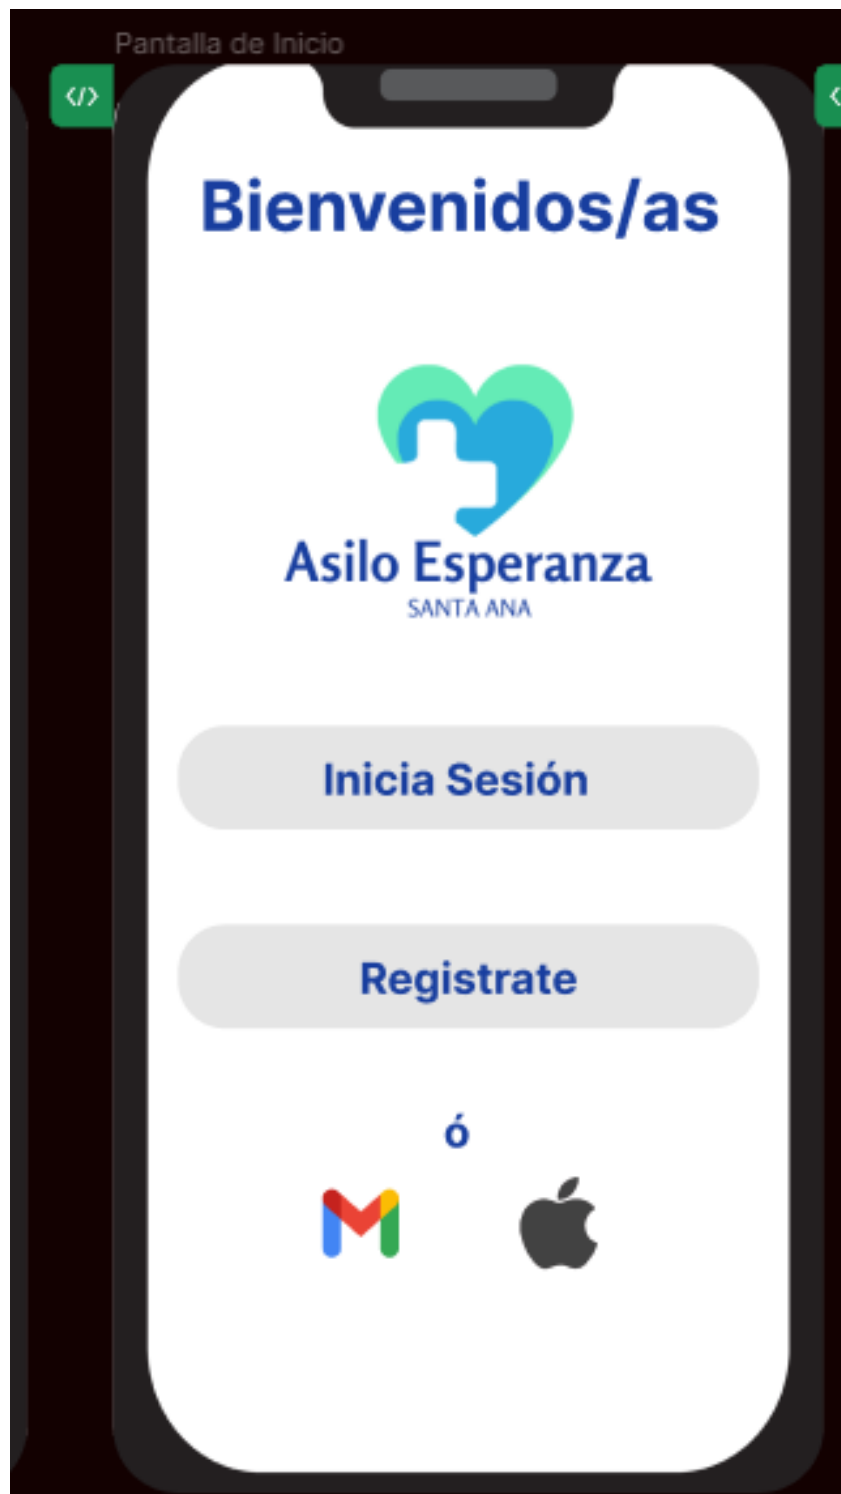 Pantalla de Inicio
Bienvenidos/as
Asilo Esperanza
SANTA ANA
Inicia Sesión
Registrate
ó